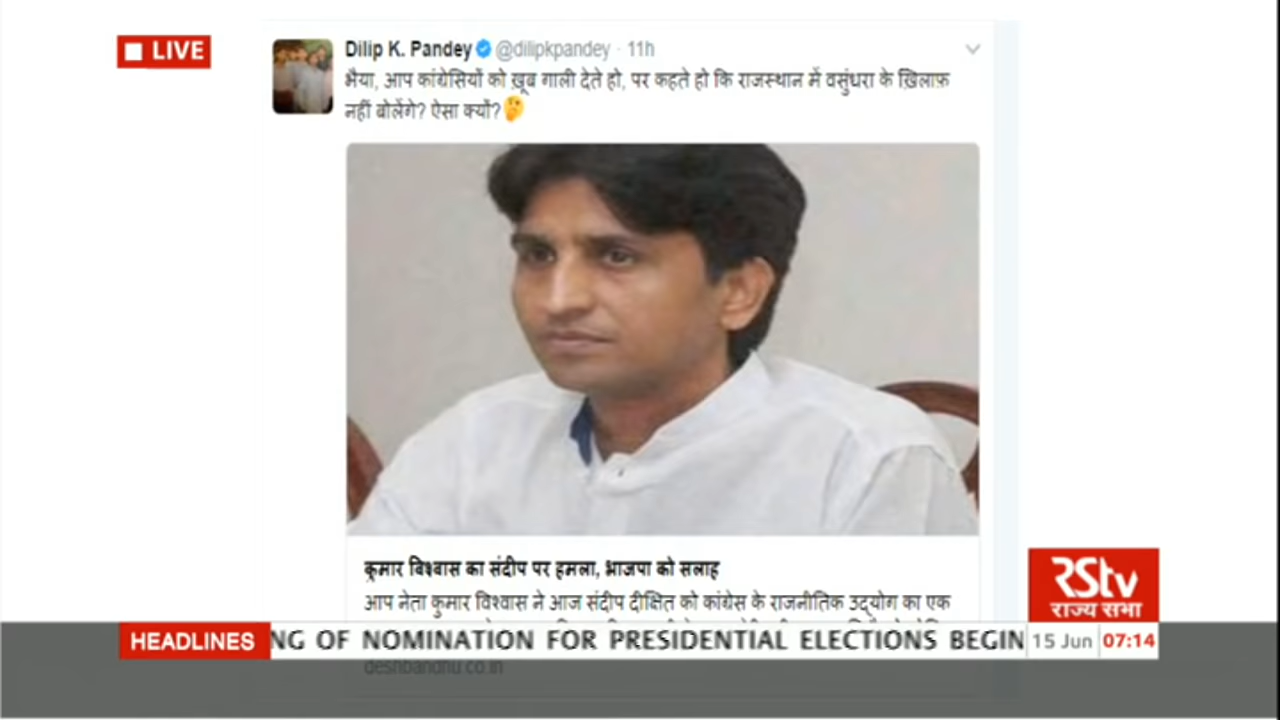 LIVE
Dilip K. Pandey @dilipkpandey · 11h
भैया, आप कांग्रेसियों को ख़ूब गाली देते हो, पर कहते हो कि राजस्थान में वसुंधरा के ख़िलाफ़
नहीं बोलेंगे? ऐसा क्यों?🤔
कुमार विश्वास का संदीप पर हमला, भाजपा को सलाह
आप नेता कुमार विश्वास ने आज संदीप दीक्षित को कांग्रेस के राजनीतिक उद्योग का एक
RStv
राज्य सभा
HEADLINES NG OF NOMINATION FOR PRESIDENTIAL ELECTIONS BEGIN 15 Jun 07:14
deshbandhu.co.in